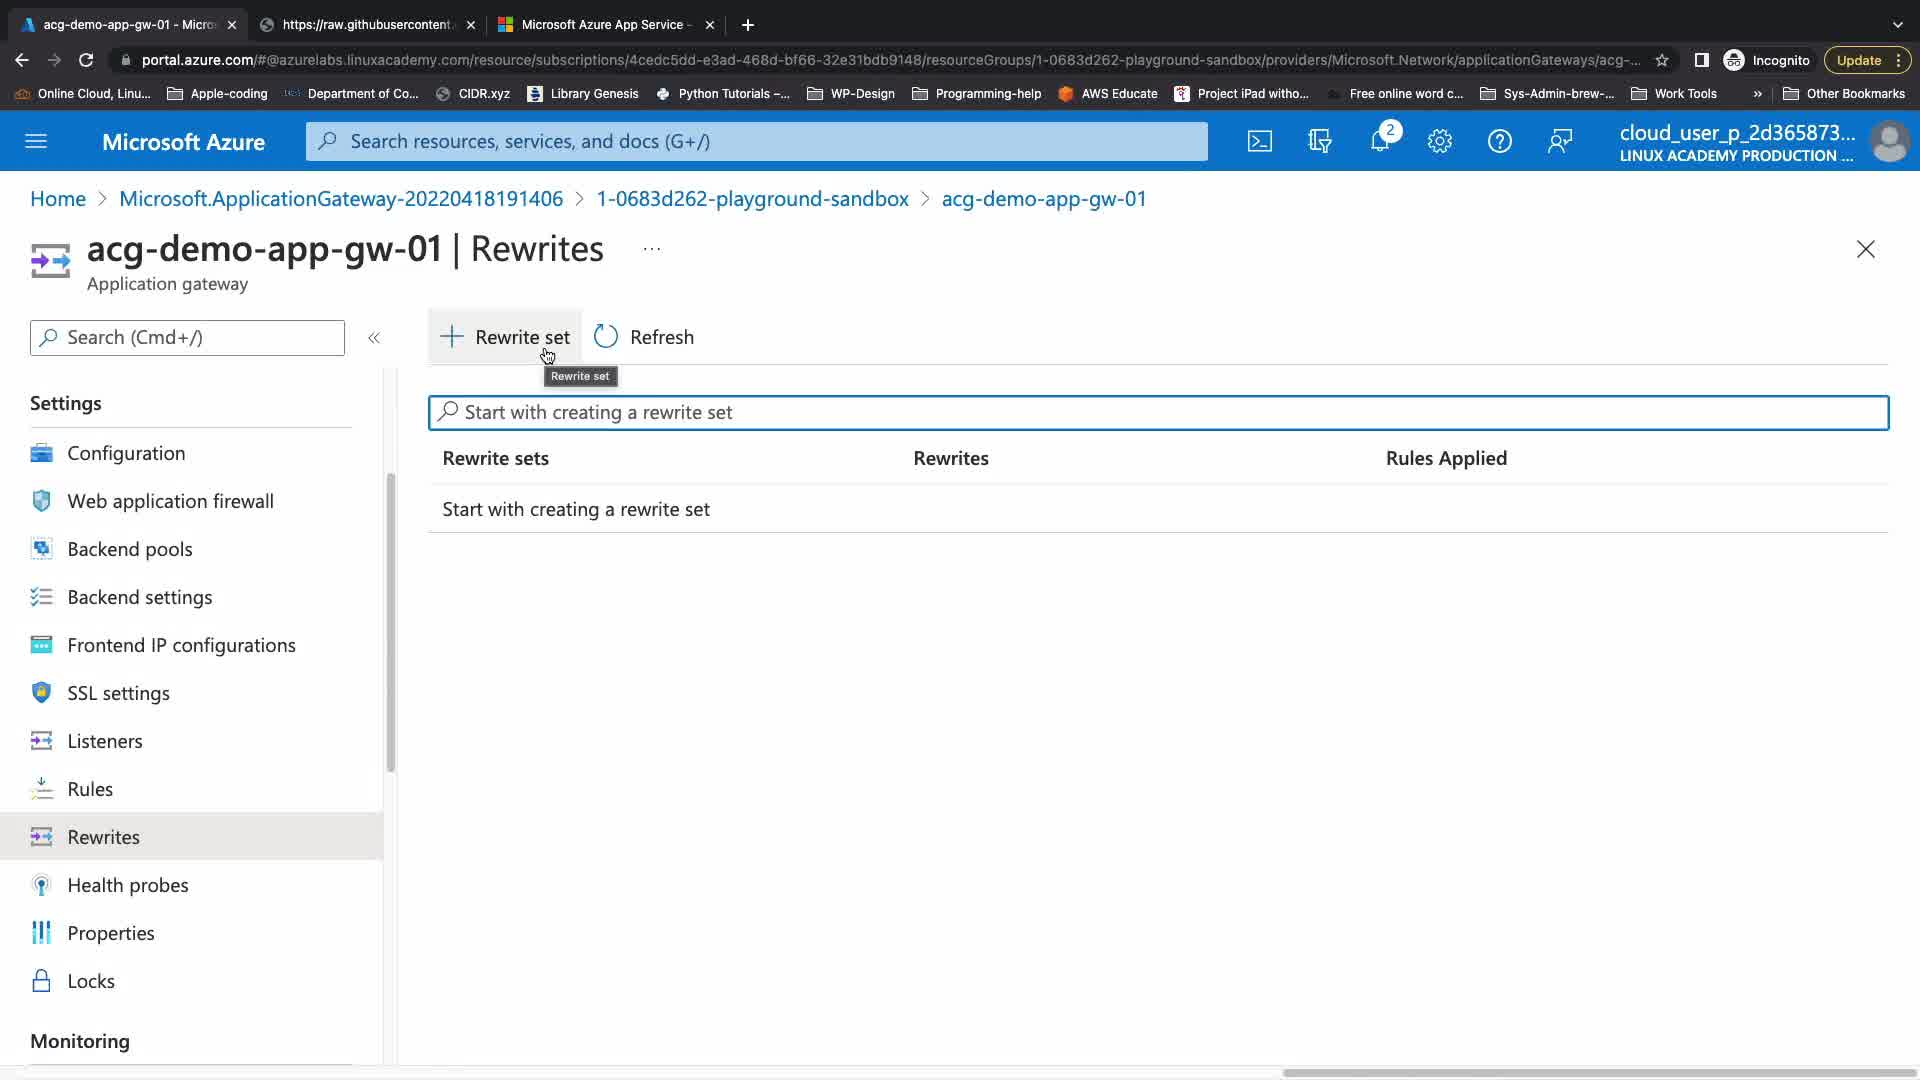 acg-demo-app-gw-01 - Micros
https://raw.githubusercontent.
Microsoft Azure App Service -
portal.azure.com/#@azurelabs.linuxacademy.com/resource/subscriptions/4cedc5dd-e3ad-468d-bf66-32e31bdb9148/resourceGroups/1-0683d262-playground-sandbox/providers/Microsoft.Network/applicationGateways/acg-...
Incognito
Update
Online Cloud, Linu...
Apple-coding
Department of Co...
CIDR.xyz
Library Genesis
Python Tutorials –...
WP-Design
Programming-help
AWS Educate
Project iPad witho...
Free online word c...
Sys-Admin-brew-...
Work Tools
»
Other Bookmarks
Microsoft Azure
Search resources, services, and docs (G+/)
2
cloud_user_p_2d365873...
LINUX ACADEMY PRODUCTION ...
Home > Microsoft.ApplicationGateway-20220418191406 > 1-0683d262-playground-sandbox > acg-demo-app-gw-01
acg-demo-app-gw-01 | Rewrites ...
Application gateway
Search (Cmd+/)
«
Rewrite set
Refresh
Rewrite set
Start with creating a rewrite set
Rewrite sets
Rewrites
Rules Applied
Start with creating a rewrite set
Settings
Configuration
Web application firewall
Backend pools
Backend settings
Frontend IP configurations
SSL settings
Listeners
Rules
Rewrites
Health probes
Properties
Locks
Monitoring